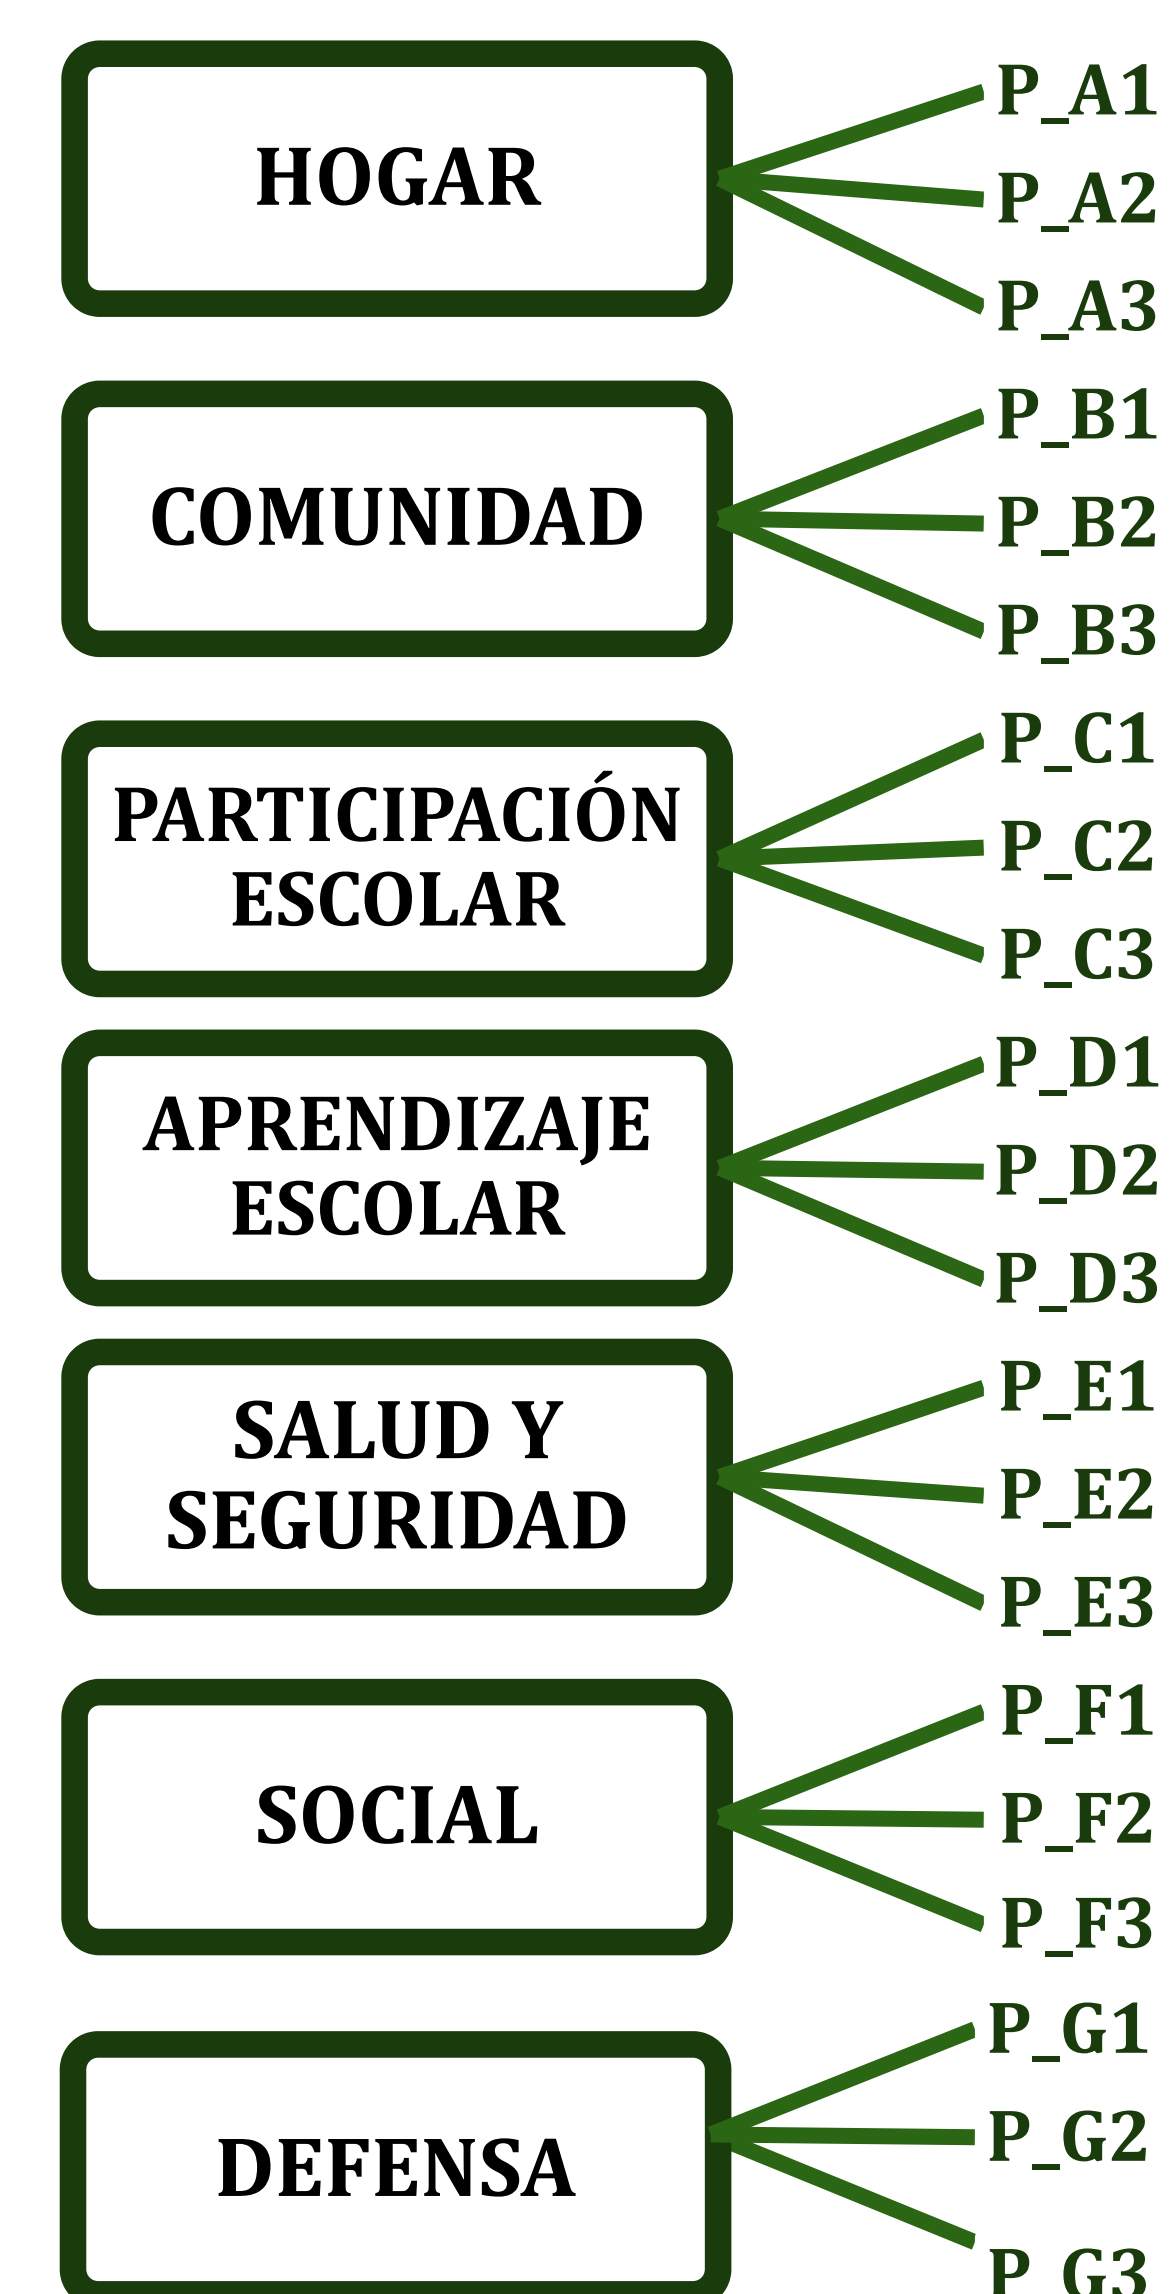 HOGAR
P_A1
P_A2
P_A3
COMUNIDAD
P_B1
P_B2
P_B3
PARTICIPACIÓN
ESCOLAR
P_C1
P_C2
P_C3
APRENDIZAJE
ESCOLAR
P_D1
P_D2
P_D3
SALUD Y
SEGURIDAD
P_E1
P_E2
P_E3
SOCIAL
P_F1
P_F2
P_F3
DEFENSA
P_G1
P_G2
P_G3